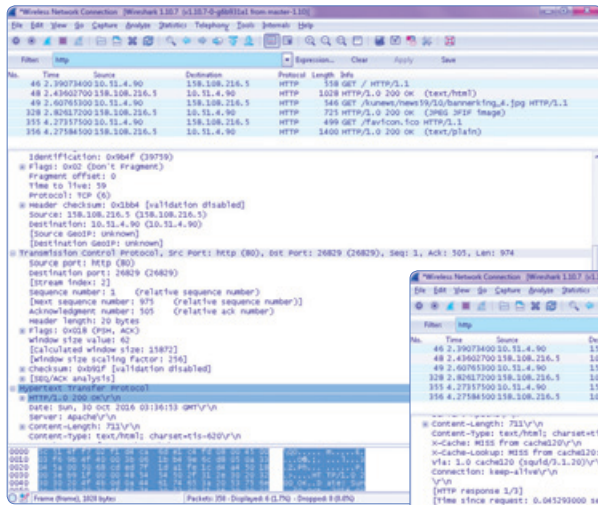 *Wireless Network Connection [Wireshark 1.10.7 (v1.10.7-0-g6b931a1 from master-1.10)]
File Edit View Go Capture Analyze Statistics Telephony Tools Internals Help
Filter: http Expression... Clear Apply Save
No. Time Source Destination Protocol Length Info
46 2.39073400 10.51.4.90 158.108.216.5 HTTP 558 GET / HTTP/1.1
48 2.43602700 158.108.216.5 10.51.4.90 HTTP 1028 HTTP/1.0 200 OK (text/html)
49 2.60765300 10.51.4.90 158.108.216.5 HTTP 546 GET /kunews/news59/10/bannerking_4.jpg HTTP/1.1
328 2.82617200 158.108.216.5 10.51.4.90 HTTP 725 HTTP/1.0 200 OK (JPEG JFIF image)
355 4.27357500 10.51.4.90 158.108.216.5 HTTP 499 GET /favicon.ico HTTP/1.1
356 4.27584500 158.108.216.5 10.51.4.90 HTTP 1400 HTTP/1.0 200 OK (text/plain)
Identification: 0x9b4f (39759)
Flags: 0x02 (Don't Fragment)
Fragment offset: 0
Time to live: 59
Protocol: TCP (6)
Header checksum: 0x1bb4 [validation disabled]
Source: 158.108.216.5 (158.108.216.5)
Destination: 10.51.4.90 (10.51.4.90)
[Source GeoIP: Unknown]
[Destination GeoIP: Unknown]
Transmission Control Protocol, Src Port: http (80), Dst Port: 26829 (26829), Seq: 1, Ack: 505, Len: 974
Source port: http (80)
Destination port: 26829 (26829)
[Stream index: 2]
Sequence number: 1 (relative sequence number)
[Next sequence number: 975 (relative sequence number)]
Acknowledgment number: 505 (relative ack number)
Header length: 20 bytes
Flags: 0x018 (PSH, ACK)
Window size value: 62
[Calculated window size: 15872]
[Window size scaling factor: 256]
Checksum: 0xb91f [validation disabled]
[SEQ/ACK analysis]
Hypertext Transfer Protocol
HTTP/1.0 200 OK\r\n
Date: Sun, 30 Oct 2016 03:36:53 GMT\r\n
Server: Apache\r\n
Content-Length: 711\r\n
Content-Type: text/html; charset=tis-620\r\n
0000
0010
0020
0030
0040
Frame (frame), 1028 bytes Packets: 358 · Displayed: 6 (1.7%) · Dropped: 0 (0.0%)
*Wireless Network Connection [Wireshark 1.10.7 (v1.1
File Edit View Go Capture Analyze Statistics
Filter: http
No. Time Source De
46 2.39073400 10.51.4.90 15
48 2.43602700 158.108.216.5 10
49 2.60765300 10.51.4.90 15
328 2.82617200 158.108.216.5 10
355 4.27357500 10.51.4.90 15
356 4.27584500 158.108.216.5 10
Content-Length: 711\r\n
Content-Type: text/html; charset=ti
X-Cache: MISS from cache120\r\n
X-Cache-Lookup: MISS from cache120:
Via: 1.0 cache120 (squid/3.1.20)\r\
Connection: keep-alive\r\n
\r\n
[HTTP response 1/3]
[Time since request: 0.045293000 se